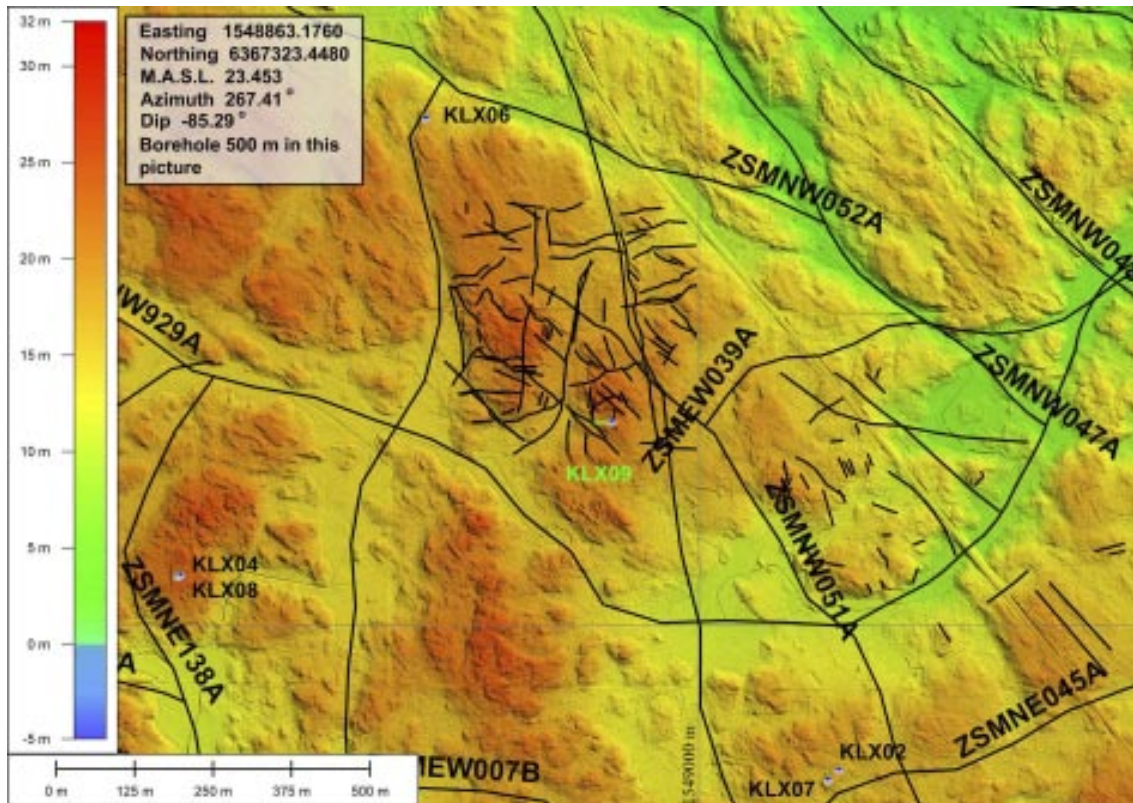 32 m
30 m
25 m
20 m
15 m
5 m
0 m
-5 m
Easting 1548863.1760
Northing 6367323.4480
M.A.S.L. 23.453
Azimuth 267.41°
Dip -85.29°
Borehole 500 m in this
picture
KLX06
ZSMNW052A
ZSMNW04
W929A
ZSMEW039A
ZSMNW047A
KLX09
ZSMNW051A
KLX04
KLX08
ZSMNE138A
A
ZSMNE045A
1549000 m
MEW007B
KLX02
KLX07
0 m 125 m 250 m 375 m 500 m